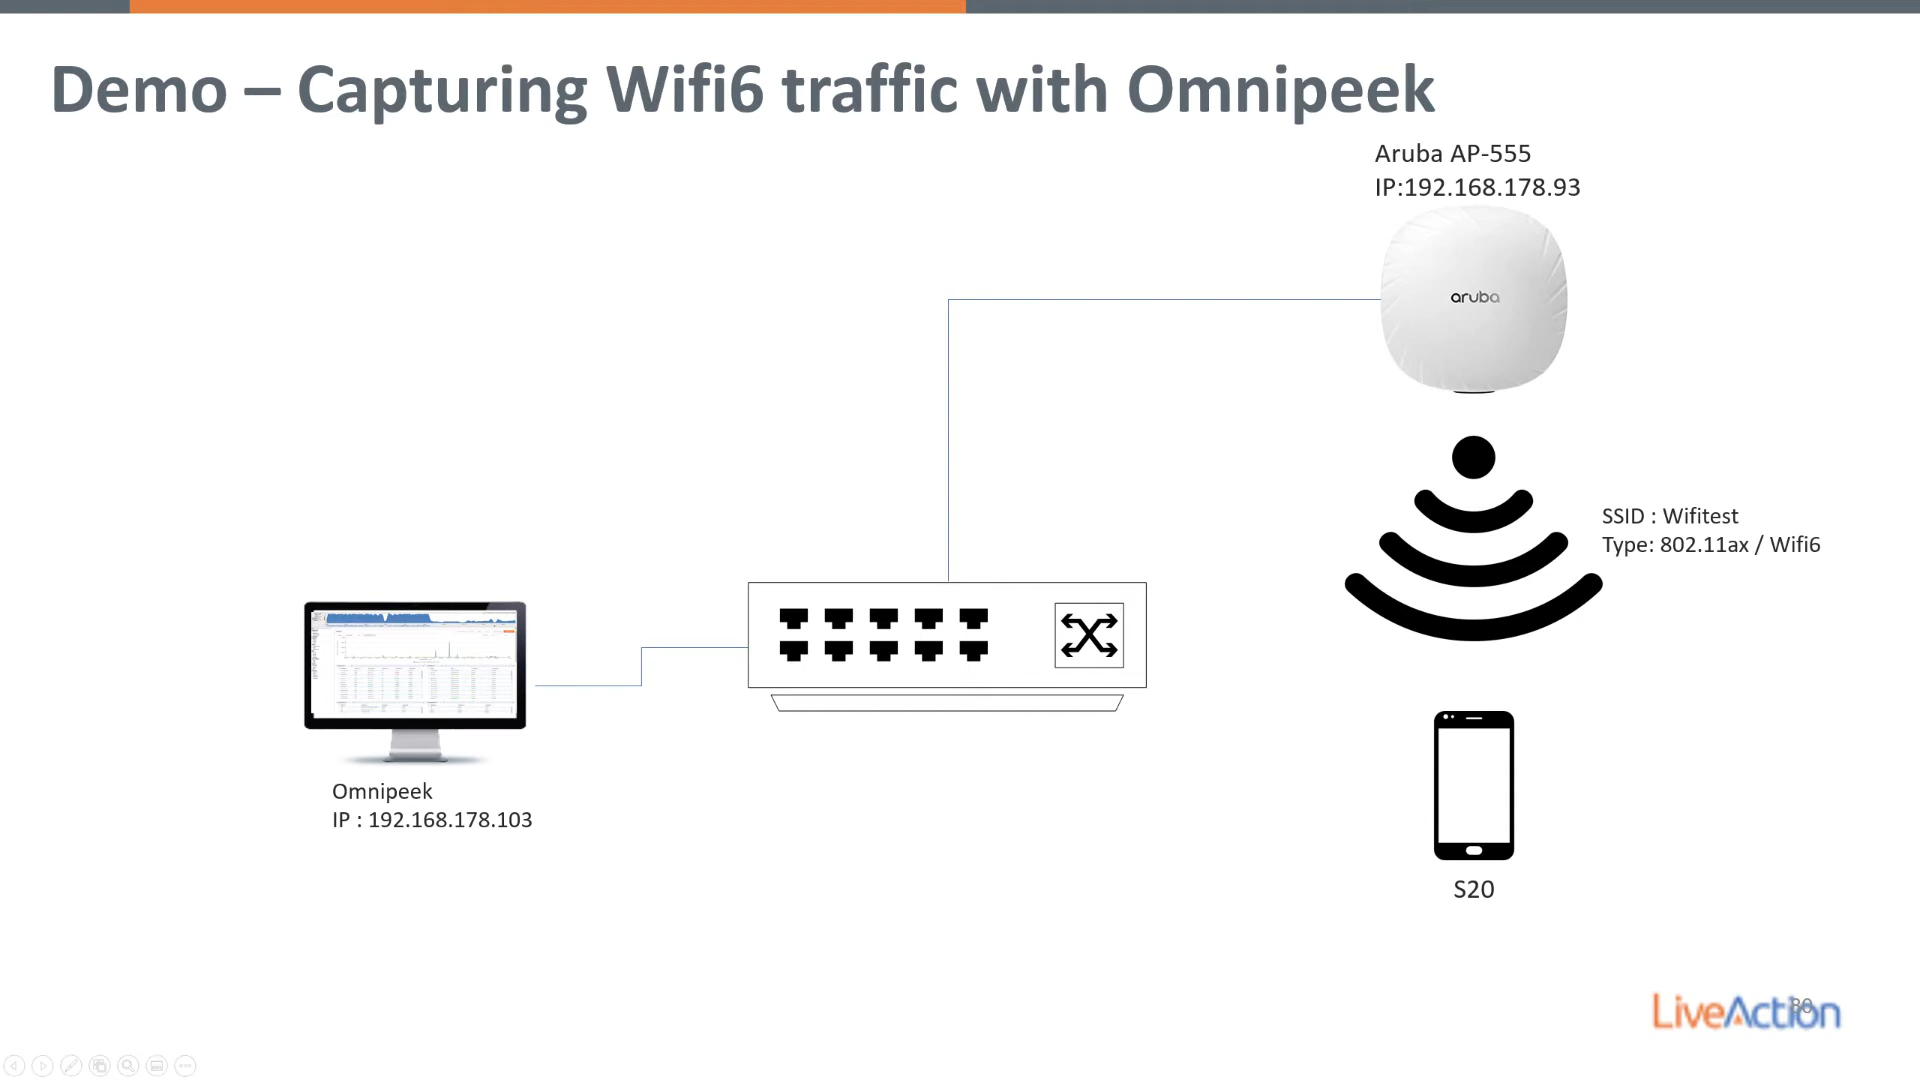 Demo – Capturing Wifi6 traffic with Omnipeek
Aruba AP-555
IP:192.168.178.93
aruba
SSID : Wifitest
Type: 802.11ax / Wifi6
Omnipeek
IP : 192.168.178.103
S20
LiveAction
80